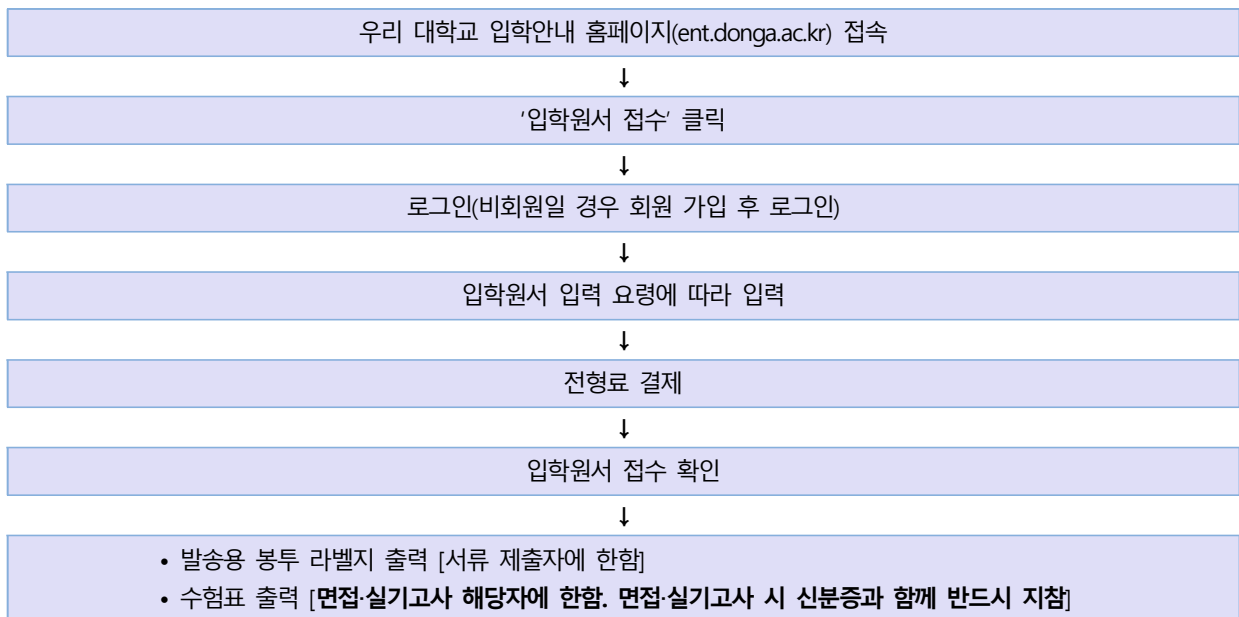 우리 대학교 입학안내 홈페이지(ent.donga.ac.kr) 접속
↓
'입학원서 접수' 클릭
↓
로그인(비회원일 경우 회원 가입 후 로그인)
↓
입학원서 입력 요령에 따라 입력
↓
전형료 결제
↓
입학원서 접수 확인
↓
• 발송용 봉투 라벨지 출력 [서류 제출자에 한함]
• 수험표 출력 [면접·실기고사 해당자에 한함. 면접·실기고사 시 신분증과 함께 반드시 지참]